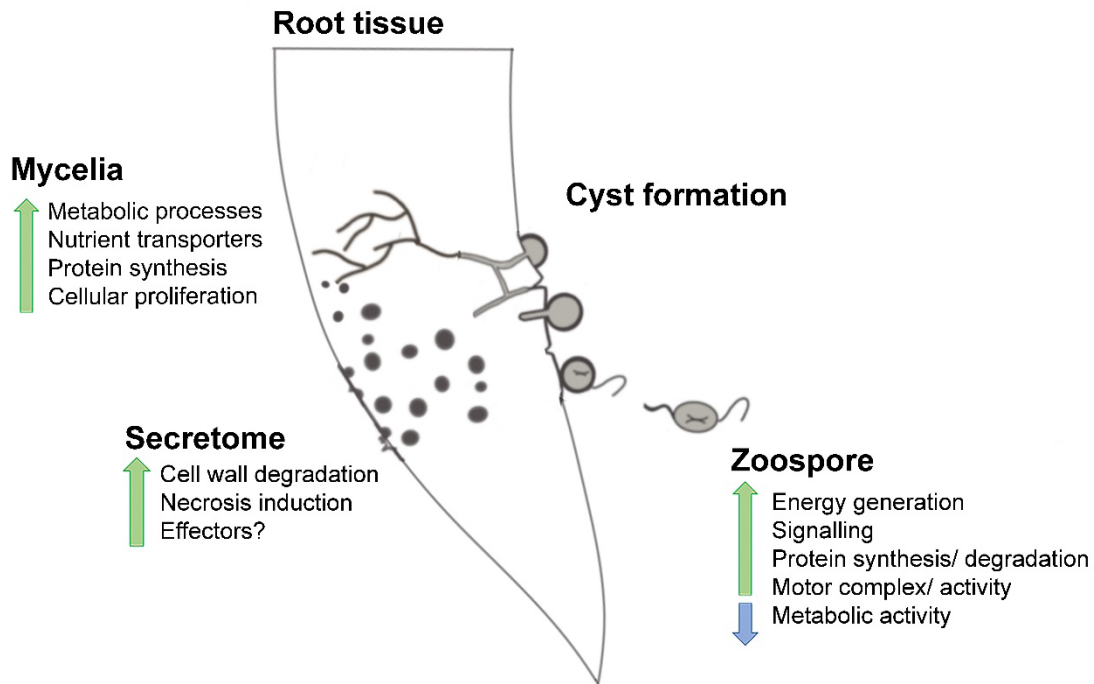 Root tissue
Mycelia
Metabolic processes
Nutrient transporters
Protein synthesis
Cellular proliferation
Cyst formation
Secretome
Cell wall degradation
Necrosis induction
Effectors?
Zoospore
Energy generation
Signalling
Protein synthesis/ degradation
Motor complex/ activity
Metabolic activity